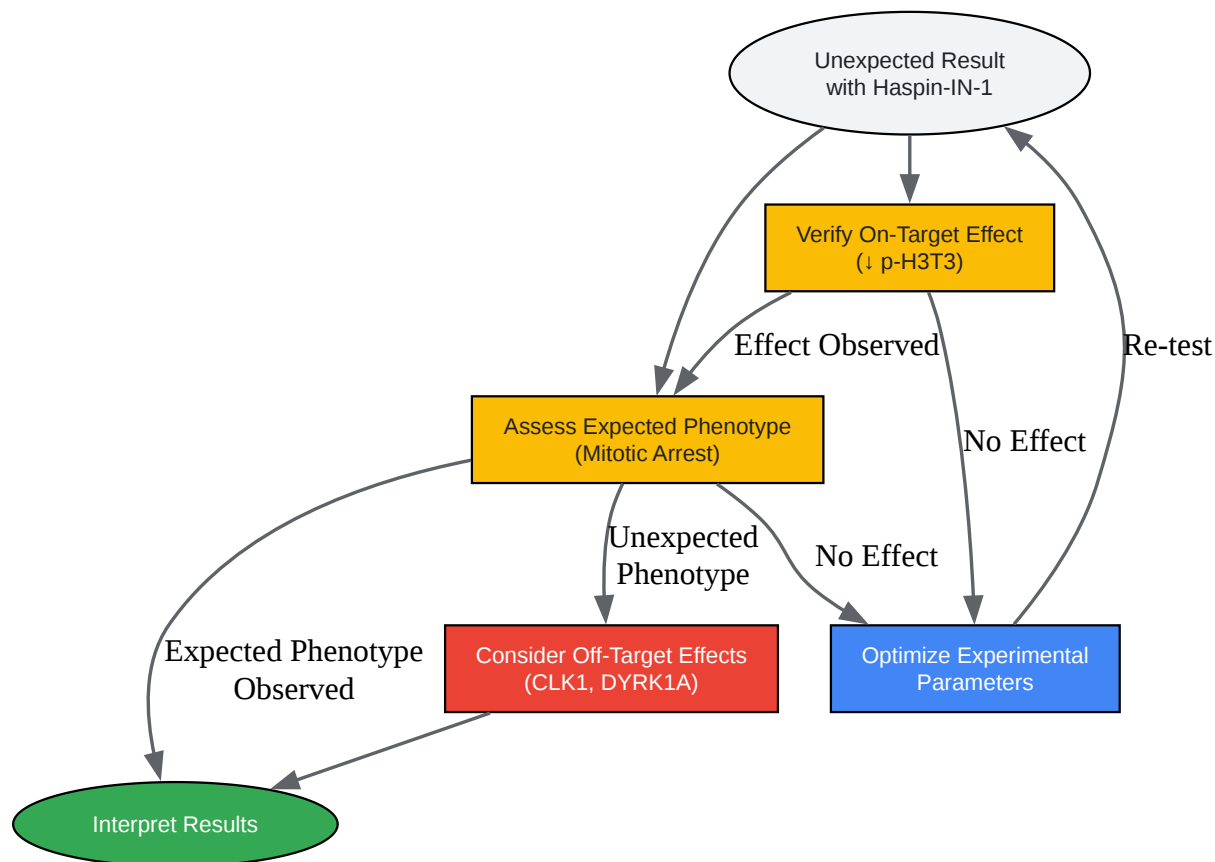 Unexpected Result
with Haspin-IN-1
Verify On-Target Effect
(↓ p-H3T3)
Effect Observed
Re-test
Assess Expected Phenotype
(Mitotic Arrest)
No Effect
Unexpected
Phenotype
No Effect
Expected Phenotype
Observed
Consider Off-Target Effects
(CLK1, DYRK1A)
Optimize Experimental
Parameters
Interpret Results